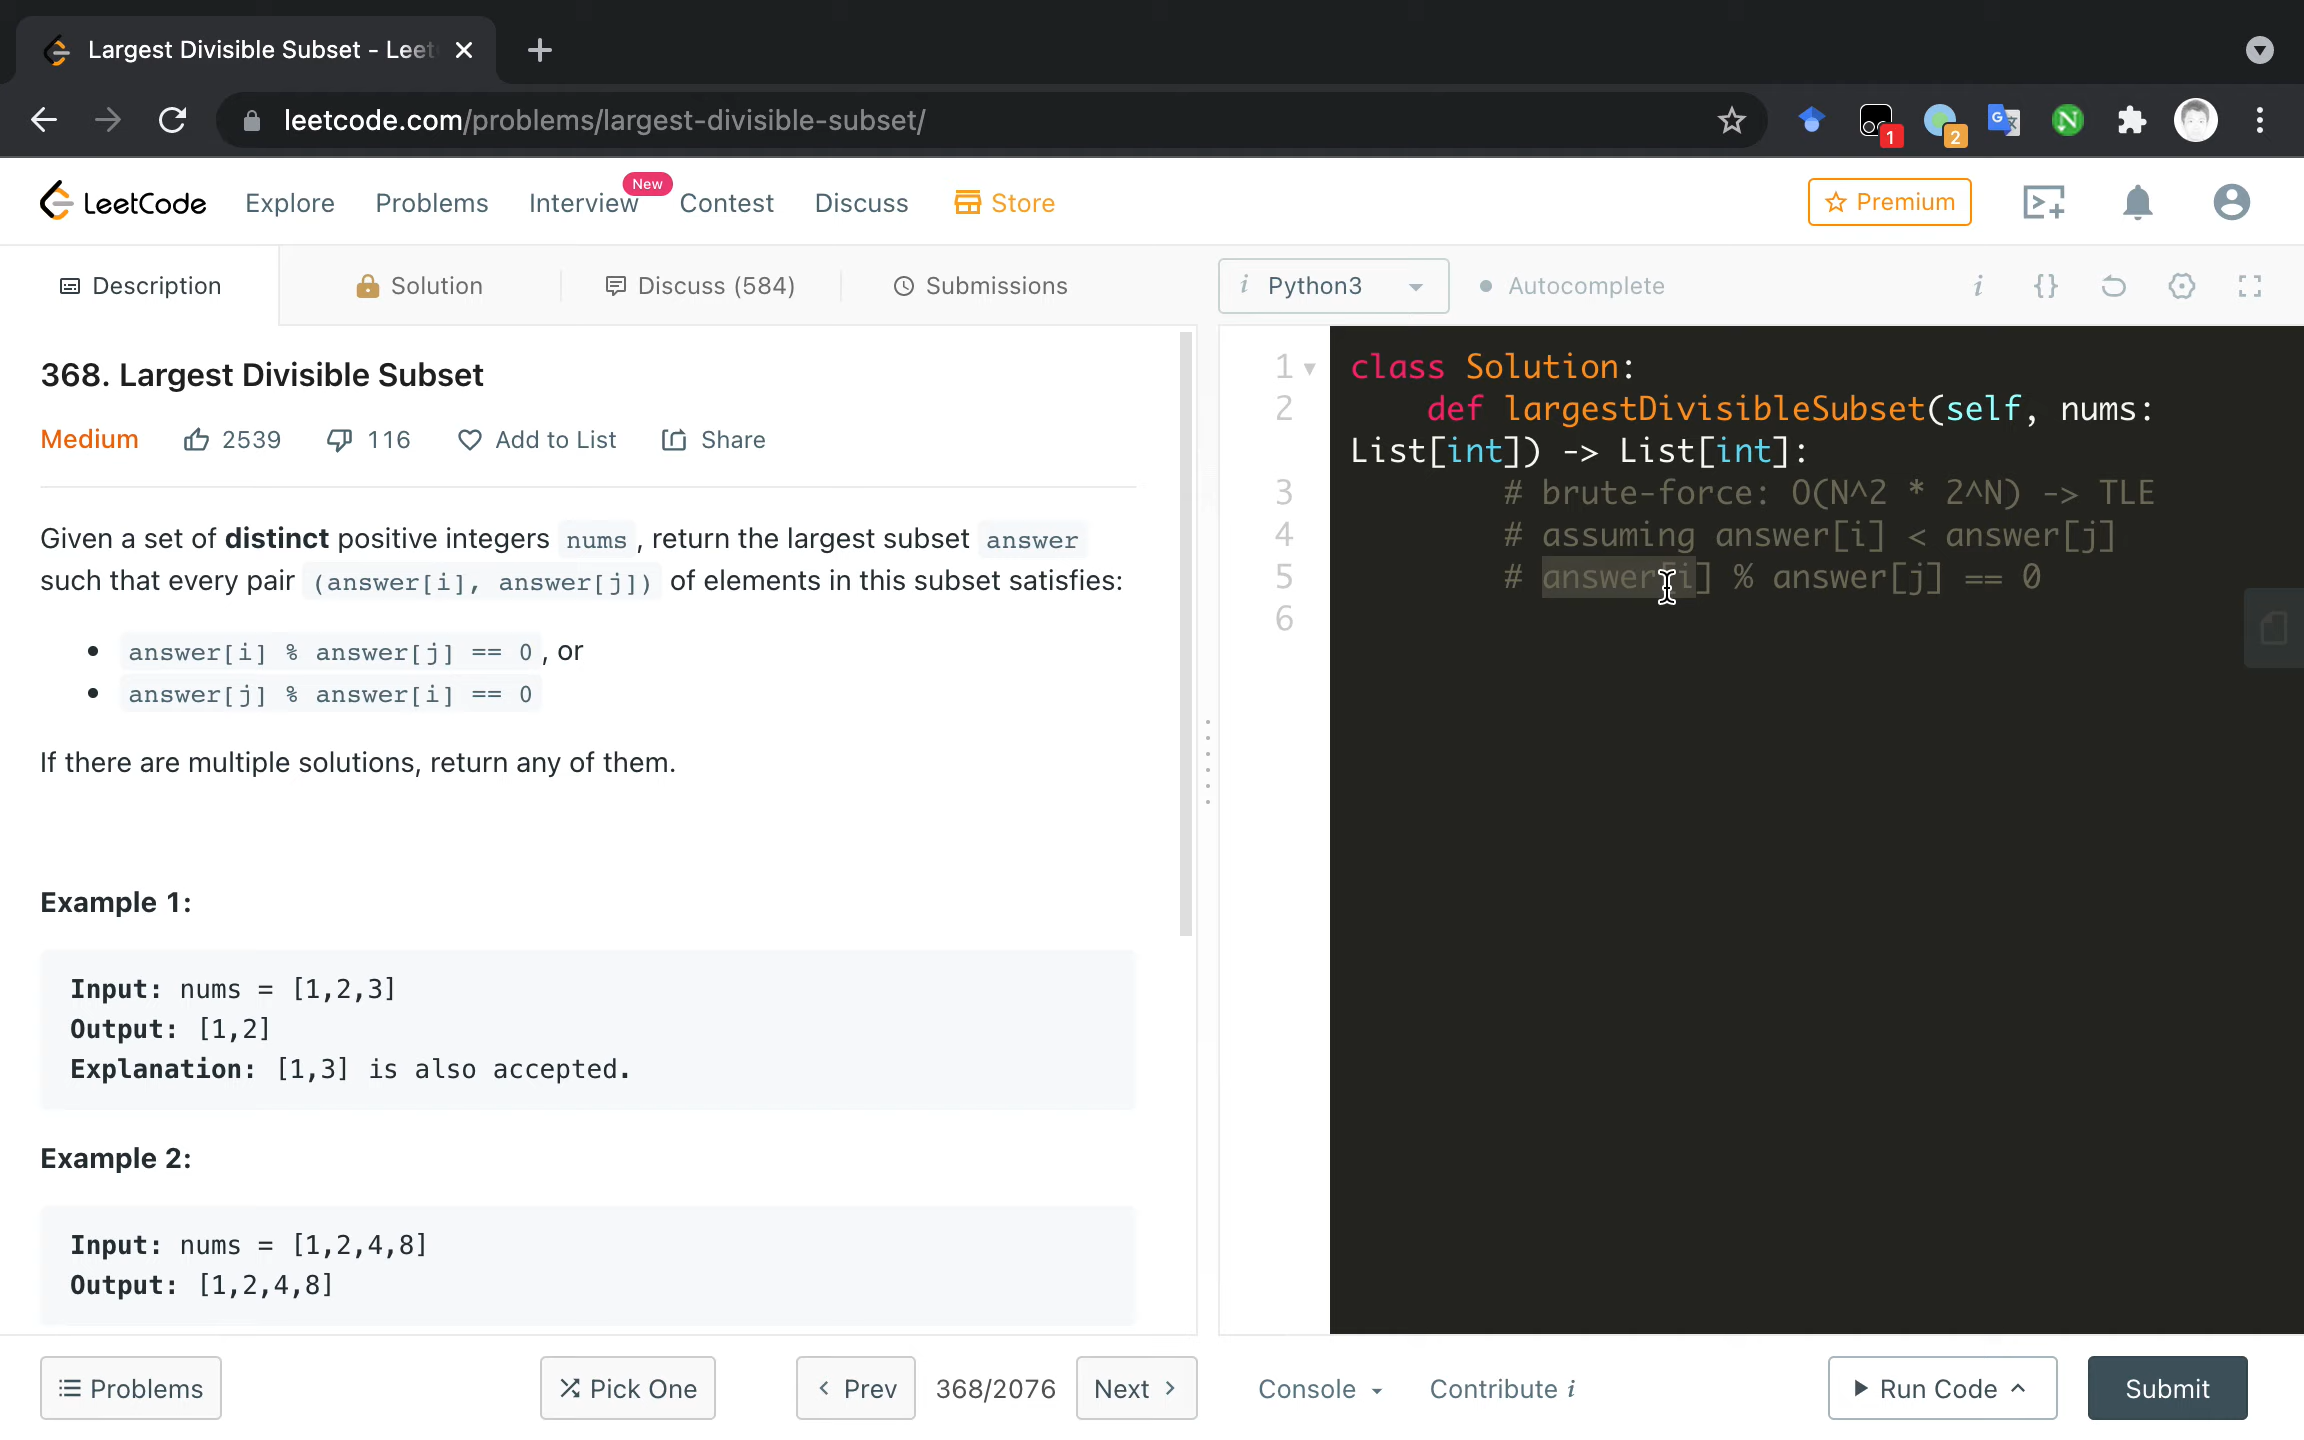 Largest Divisible Subset - Leet
leetcode.com/problems/largest-divisible-subset/
1
2
LeetCode
Explore
Problems
Interview
New
Contest
Discuss
Store
Premium
Description
Solution
Discuss (584)
Submissions
i Python3
Autocomplete
i {}
368. Largest Divisible Subset
Medium
2539
116
Add to List
Share
Given a set of distinct positive integers nums , return the largest subset answer
such that every pair (answer[i], answer[j]) of elements in this subset satisfies:
• answer[i] % answer[j] == 0 , or
• answer[j] % answer[i] == 0
If there are multiple solutions, return any of them.
Example 1:
Input: nums = [1,2,3]
Output: [1,2]
Explanation: [1,3] is also accepted.
Example 2:
Input: nums = [1,2,4,8]
Output: [1,2,4,8]
1 class Solution:
2 def largestDivisibleSubset(self, nums:
List[int]) -> List[int]:
3 # brute-force: O(N^2 * 2^N) -> TLE
4 # assuming answer[i] < answer[j]
5 # answer[i] % answer[j] == 0
6
Problems
Pick One
Prev
368/2076
Next
Console
Contribute i
Run Code
Submit